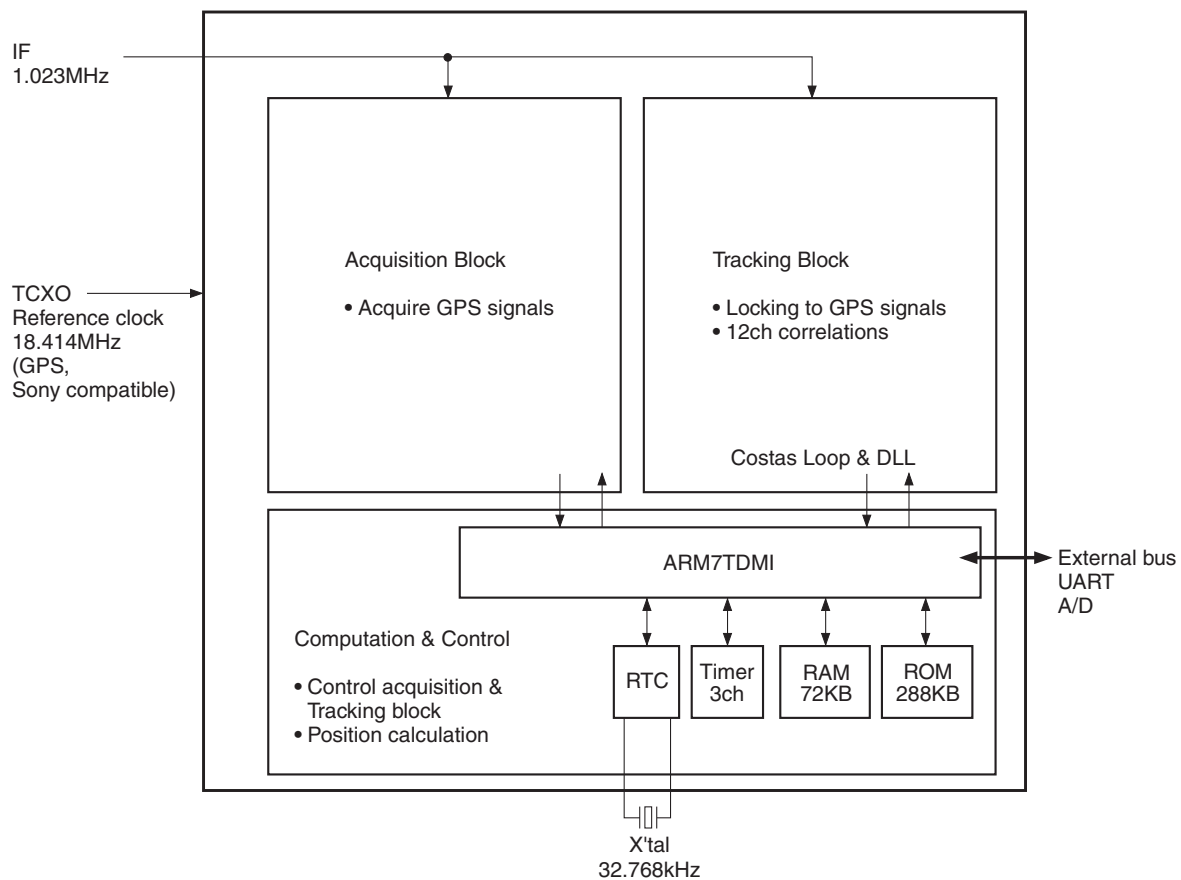 IF
1.023MHz
TCXO
Reference clock
18.414MHz
(GPS,
Sony compatible)
Acquisition Block
• Acquire GPS signals
Tracking Block
• Locking to GPS signals
• 12ch correlations
Costas Loop & DLL
ARM7TDMI
External bus
UART
A/D
Computation & Control
• Control acquisition &
Tracking block
• Position calculation
RTC
Timer
3ch
RAM
72KB
ROM
288KB
X'tal
32.768kHz